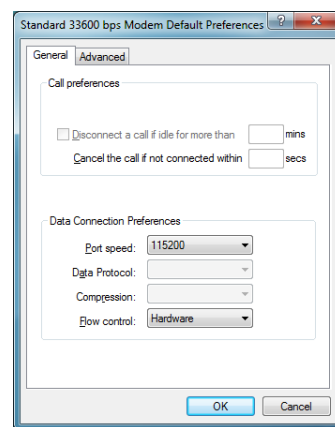 Standard 33600 bps Modem Default Preferences
General Advanced
Call preferences
Disconnect a call if idle for more than mins
Cancel the call if not connected within secs
Data Connection Preferences
Port speed: 115200
Data Protocol:
Compression:
Flow control: Hardware
OK Cancel